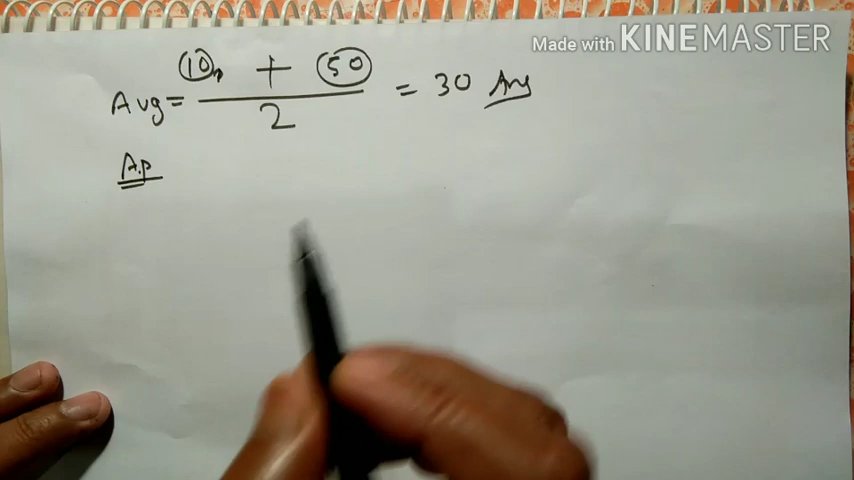 Made with KINEMASTER
Avg = 10, + 50 / 2 = 30 Ans
A.P